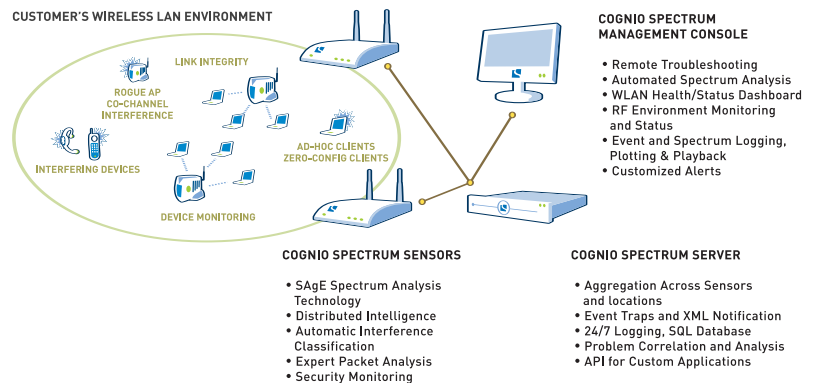 CUSTOMER'S WIRELESS LAN ENVIRONMENT
LINK INTEGRITY
ROGUE AP
CO-CHANNEL
INTERFERENCE
AD-HOC CLIENTS
ZERO-CONFIG CLIENTS
INTERFERING DEVICES
DEVICE MONITORING
COGNIO SPECTRUM
MANAGEMENT CONSOLE
• Remote Troubleshooting
• Automated Spectrum Analysis
• WLAN Health/Status Dashboard
• RF Environment Monitoring
and Status
• Event and Spectrum Logging,
Plotting & Playback
• Customized Alerts
COGNIO SPECTRUM SENSORS
• SAgE Spectrum Analysis
Technology
• Distributed Intelligence
• Automatic Interference
Classification
• Expert Packet Analysis
• Security Monitoring
COGNIO SPECTRUM SERVER
• Aggregation Across Sensors
and locations
• Event Traps and XML Notification
• 24/7 Logging, SQL Database
• Problem Correlation and Analysis
• API for Custom Applications